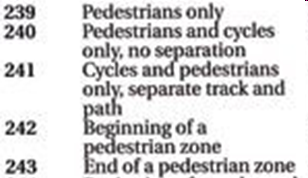 239 Pedestrians only
240 Pedestrians and cycles
only, no separation
241 Cycles and pedestrians
only, separate track and
path
242 Beginning of a
pedestrian zone
243 End of a pedestrian zone